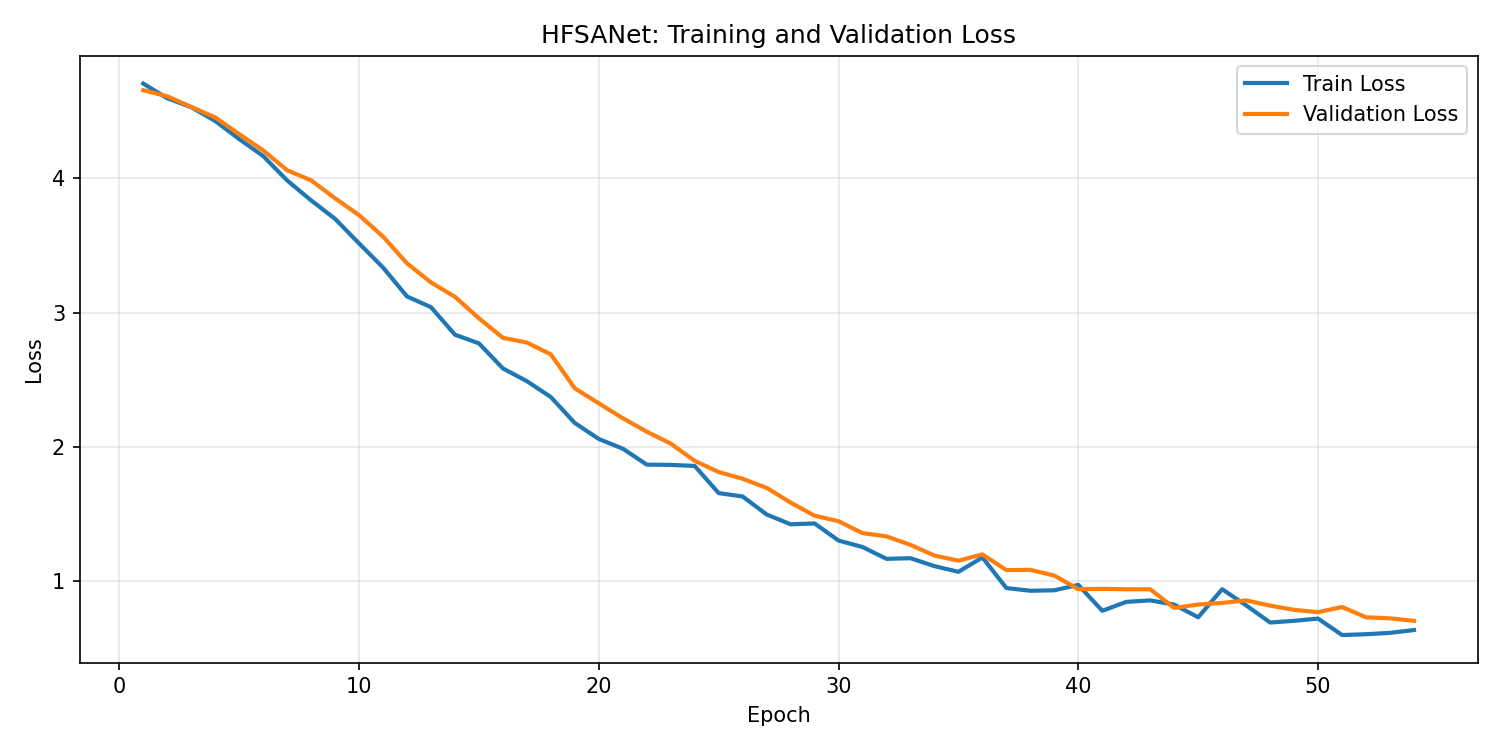 HFSANet: Training and Validation Loss
Train Loss
Validation Loss
4
3
2
1
Loss
0 10 20 30 40 50
Epoch